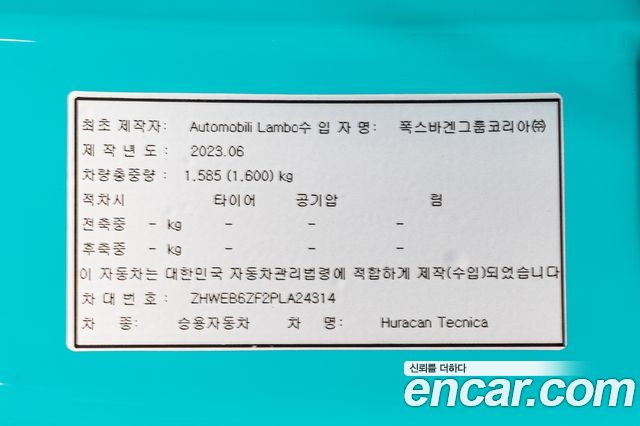 최초 제작자: Automobili Lambo수 입 자 명: 폭스바겐그룹코리아㈜
제 작 년 도 : 2023.06
차량총중량 : 1,585 (1,600) kg
적차시 타이어 공기압 림
전축중 - kg - - -
후축중 - kg - - -
이 자동차는 대한민국 자동차관리법령에 적합하게 제작(수입)되었습니다
차 대 번 호 : ZHWEB6ZF2PLA24314
차 종: 승용자동차 차 명: Huracan Tecnica
신뢰를 더하다
encar.com